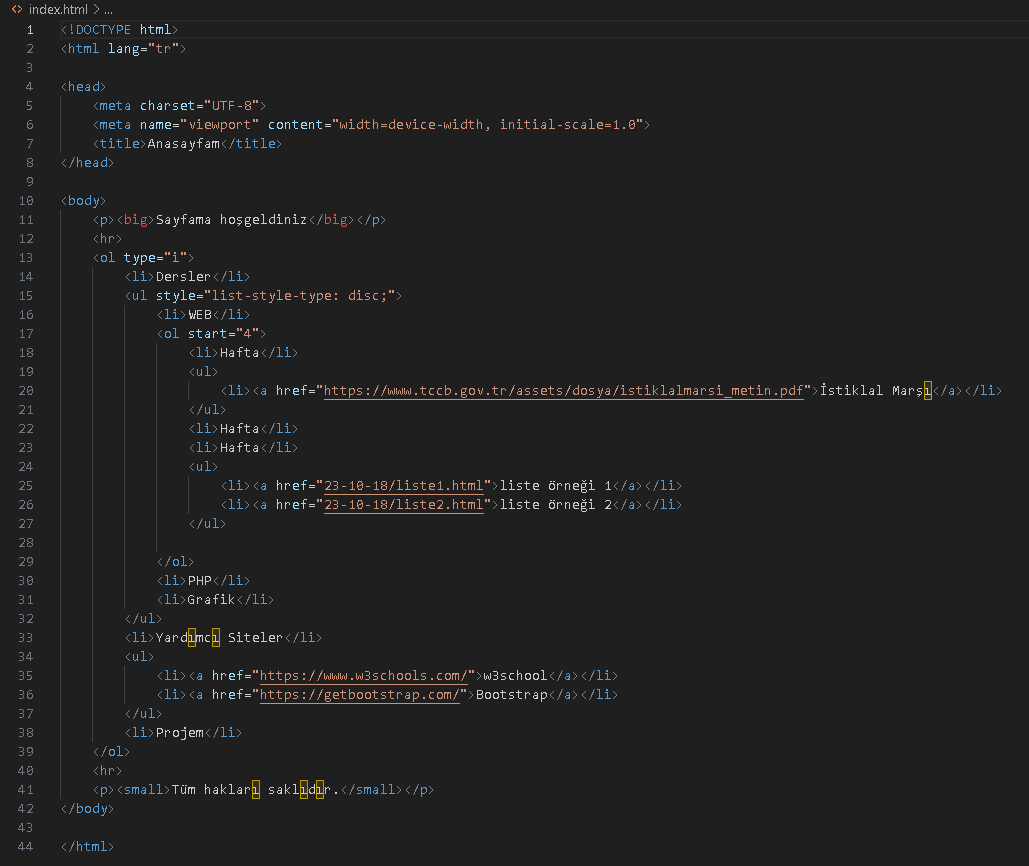 index.html > ...
1 <!DOCTYPE html>
2 <html lang="tr">
3
4 <head>
5 <meta charset="UTF-8">
6 <meta name="viewport" content="width=device-width, initial-scale=1.0">
7 <title>Anasayfam</title>
8 </head>
9
10 <body>
11 <p><big>Sayfama hoşgeldiniz</big></p>
12 <hr>
13 <ol type="i">
14 <li>Dersler</li>
15 <ul style="list-style-type: disc;">
16 <li>WEB</li>
17 <ol start="4">
18 <li>Hafta</li>
19 <ul>
20 <li><a href="https://www.tccb.gov.tr/assets/dosya/istiklalmarsi_metin.pdf">İstiklal Marşı</a></li>
21 </ul>
22 <li>Hafta</li>
23 <li>Hafta</li>
24 <ul>
25 <li><a href="23-10-18/liste1.html">liste örneği 1</a></li>
26 <li><a href="23-10-18/liste2.html">liste örneği 2</a></li>
27 </ul>
28
29 </ol>
30 <li>PHP</li>
31 <li>Grafik</li>
32 </ul>
33 <li>Yardımcı Siteler</li>
34 <ul>
35 <li><a href="https://www.w3schools.com/">w3school</a></li>
36 <li><a href="https://getbootstrap.com/">Bootstrap</a></li>
37 </ul>
38 <li>Projem</li>
39 </ol>
40 <hr>
41 <p><small>Tüm hakları saklıdır.</small></p>
42 </body>
43
44 </html>